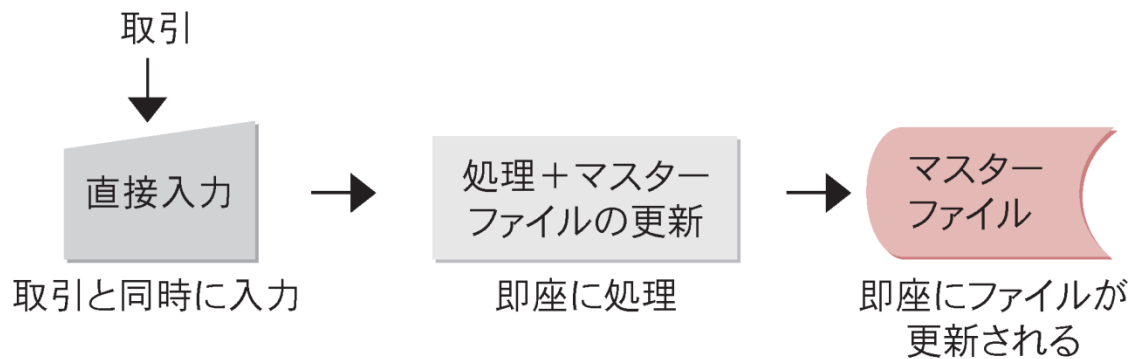 取引
直接入力
取引と同時に入力
処理＋マスター
ファイルの更新
即座に処理
マスター
ファイル
即座にファイルが
更新される